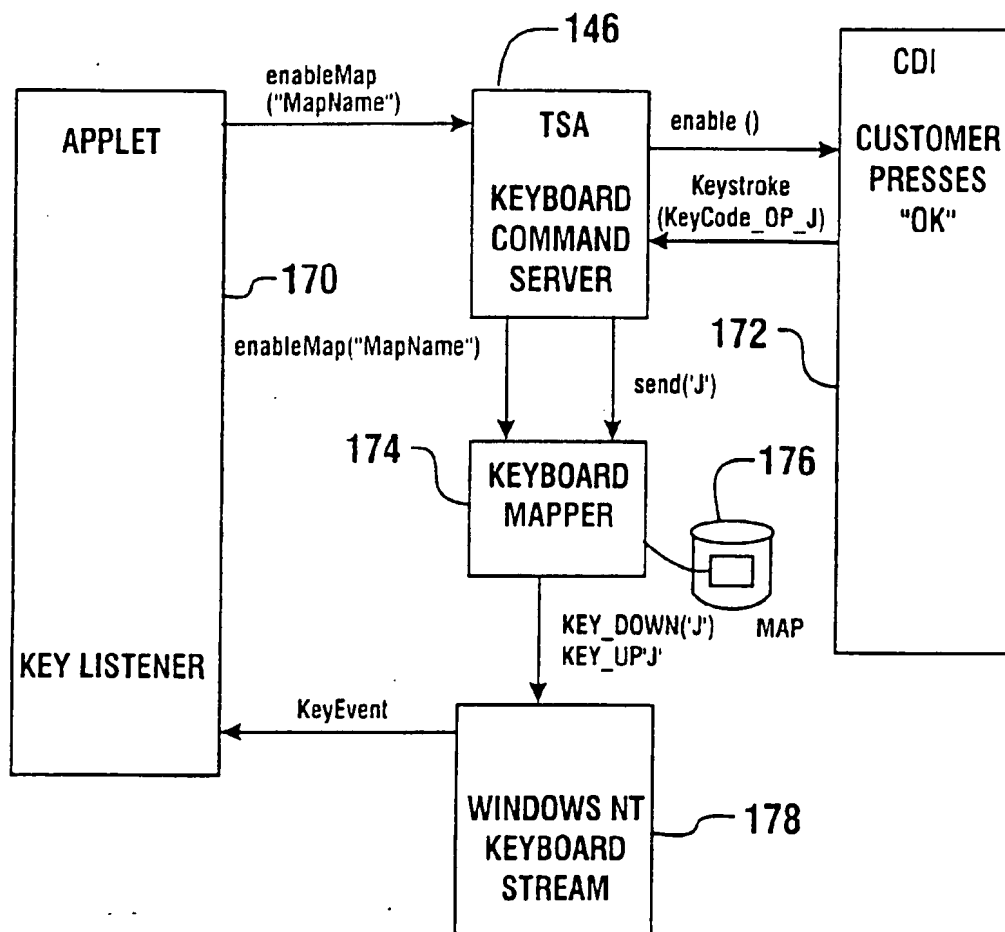 146
enableMap
("MapName")
APPLET
TSA
KEYBOARD
COMMAND
SERVER
enable ()
Keystroke
(KeyCode_OP_J)
CDI
CUSTOMER
PRESSES
"OK"
170
172
enableMap("MapName")
send('J')
174
KEYBOARD
MAPPER
176
MAP
KEY_DOWN('J')
KEY_UP'J'
KEY LISTENER
KeyEvent
WINDOWS NT
KEYBOARD
STREAM
178